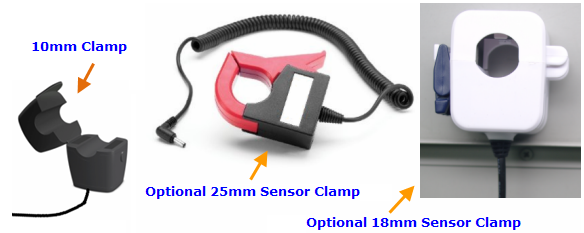 10mm Clamp
Optional 25mm Sensor Clamp
Optional 18mm Sensor Clamp